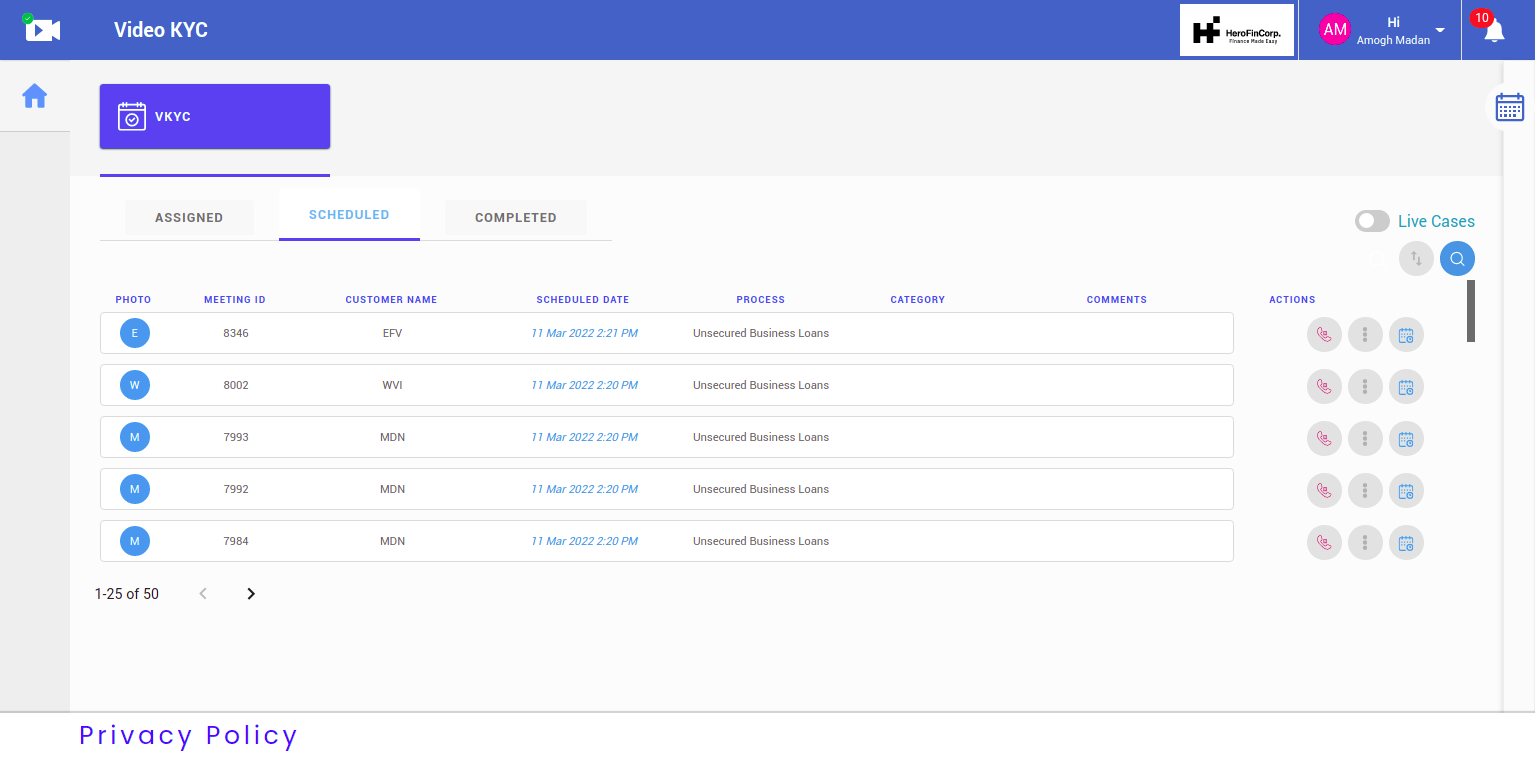 Video KYC
HeroFinCorp.
Finance Made Easy
AM
Hi
Amogh Madan
10
VKYC
ASSIGNED
SCHEDULED
COMPLETED
Live Cases
PHOTO MEETING ID CUSTOMER NAME SCHEDULED DATE PROCESS CATEGORY COMMENTS ACTIONS
E 8346 EFV 11 Mar 2022 2:21 PM Unsecured Business Loans
W 8002 WVI 11 Mar 2022 2:20 PM Unsecured Business Loans
M 7993 MDN 11 Mar 2022 2:20 PM Unsecured Business Loans
M 7992 MDN 11 Mar 2022 2:20 PM Unsecured Business Loans
M 7984 MDN 11 Mar 2022 2:20 PM Unsecured Business Loans
1-25 of 50
Privacy Policy